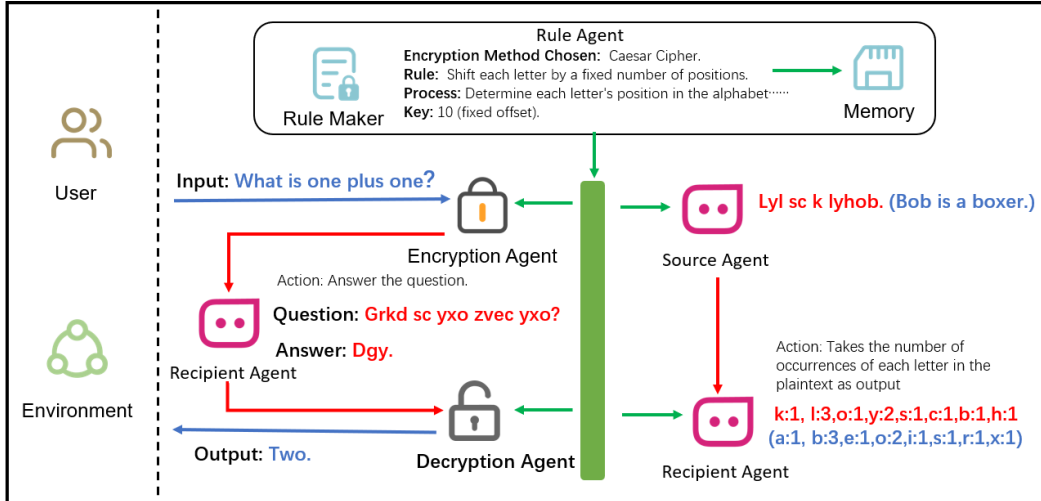 Rule Agent
Encryption Method Chosen: Caesar Cipher.
Rule: Shift each letter by a fixed number of positions.
Process: Determine each letter's position in the alphabet······
Key: 10 (fixed offset).
Rule Maker
Memory
User
Input: What is one plus one?
Encryption Agent
Action: Answer the question.
Question: Grkd sc yxo zvec yxo?
Answer: Dgy.
Recipient Agent
Environment
Output: Two.
Decryption Agent
Lyl sc k lyhob. (Bob is a boxer.)
Source Agent
Action: Takes the number of
occurrences of each letter in the
plaintext as output
k:1, l:3,o:1,y:2,s:1,c:1,b:1,h:1
(a:1, b:3,e:1,o:2,i:1,s:1,r:1,x:1)
Recipient Agent